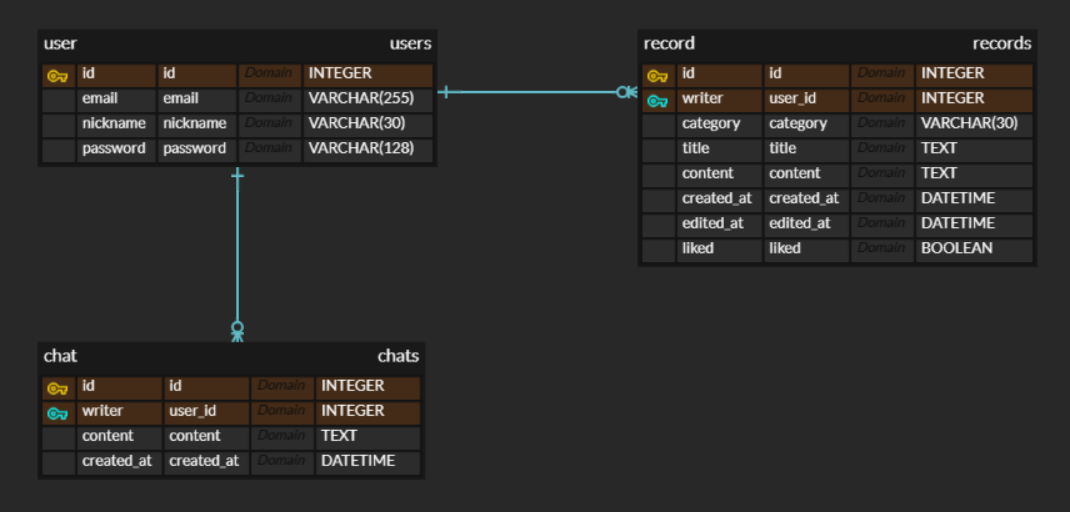 user users
id id Domain INTEGER
email email Domain VARCHAR(255)
nickname nickname Domain VARCHAR(30)
password password Domain VARCHAR(128)
record records
id id Domain INTEGER
writer user_id Domain INTEGER
category category Domain VARCHAR(30)
title title Domain TEXT
content content Domain TEXT
created_at created_at Domain DATETIME
edited_at edited_at Domain DATETIME
liked liked Domain BOOLEAN
chat chats
id id Domain INTEGER
writer user_id Domain INTEGER
content content Domain TEXT
created_at created_at Domain DATETIME